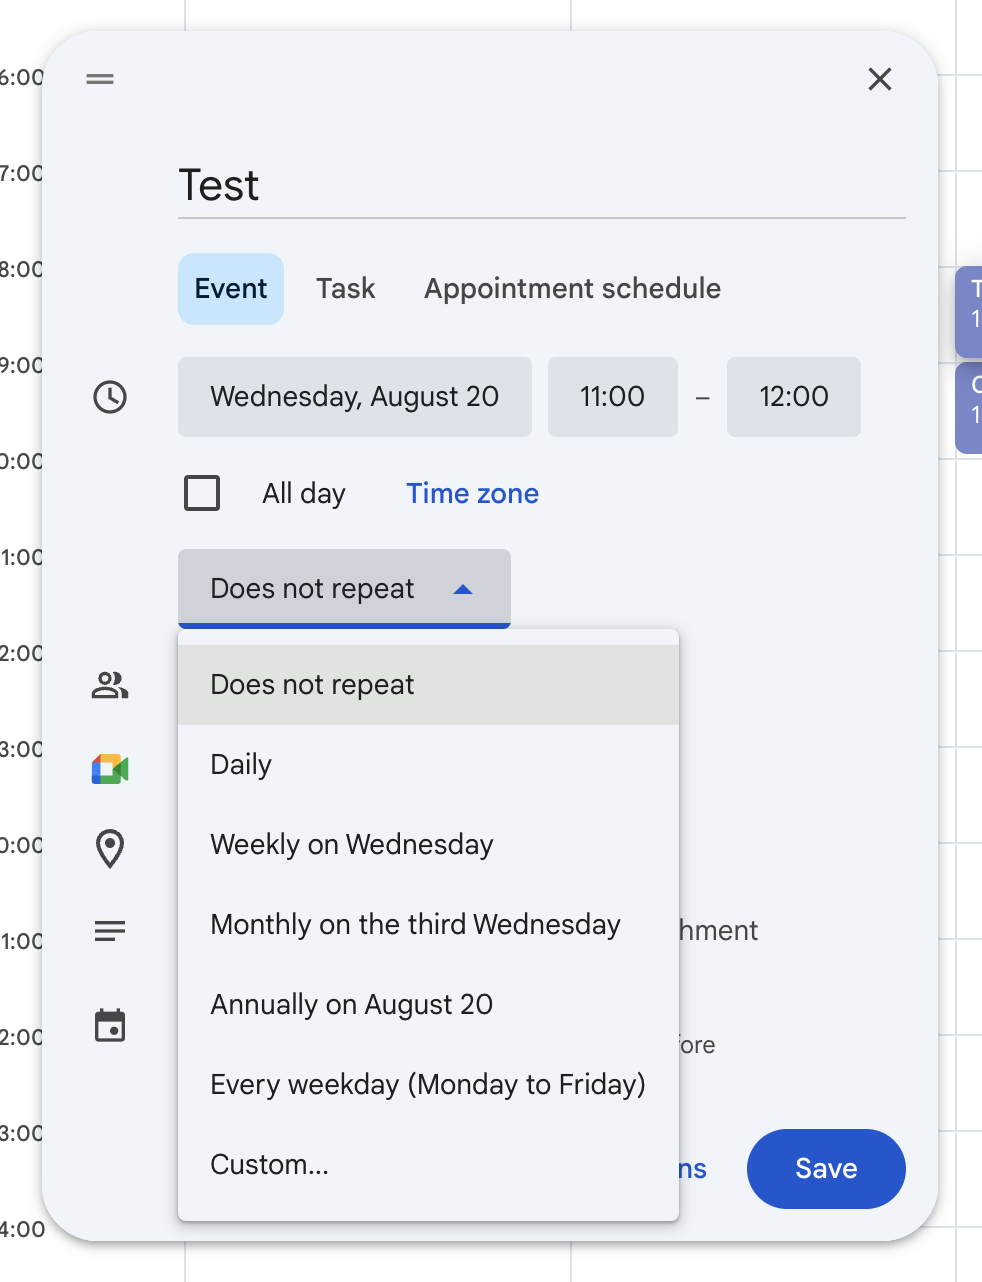 6:00
7:00
8:00
9:00
0:00
1:00
2:00
3:00
0:00
1:00
2:00
3:00
4:00
Test
Event Task Appointment schedule
Wednesday, August 20 11:00 – 12:00
All day Time zone
Does not repeat
Does not repeat
Daily
Weekly on Wednesday
Monthly on the third Wednesday
Annually on August 20
Every weekday (Monday to Friday)
Custom...
hment
fore
ns Save
T
1
C
1